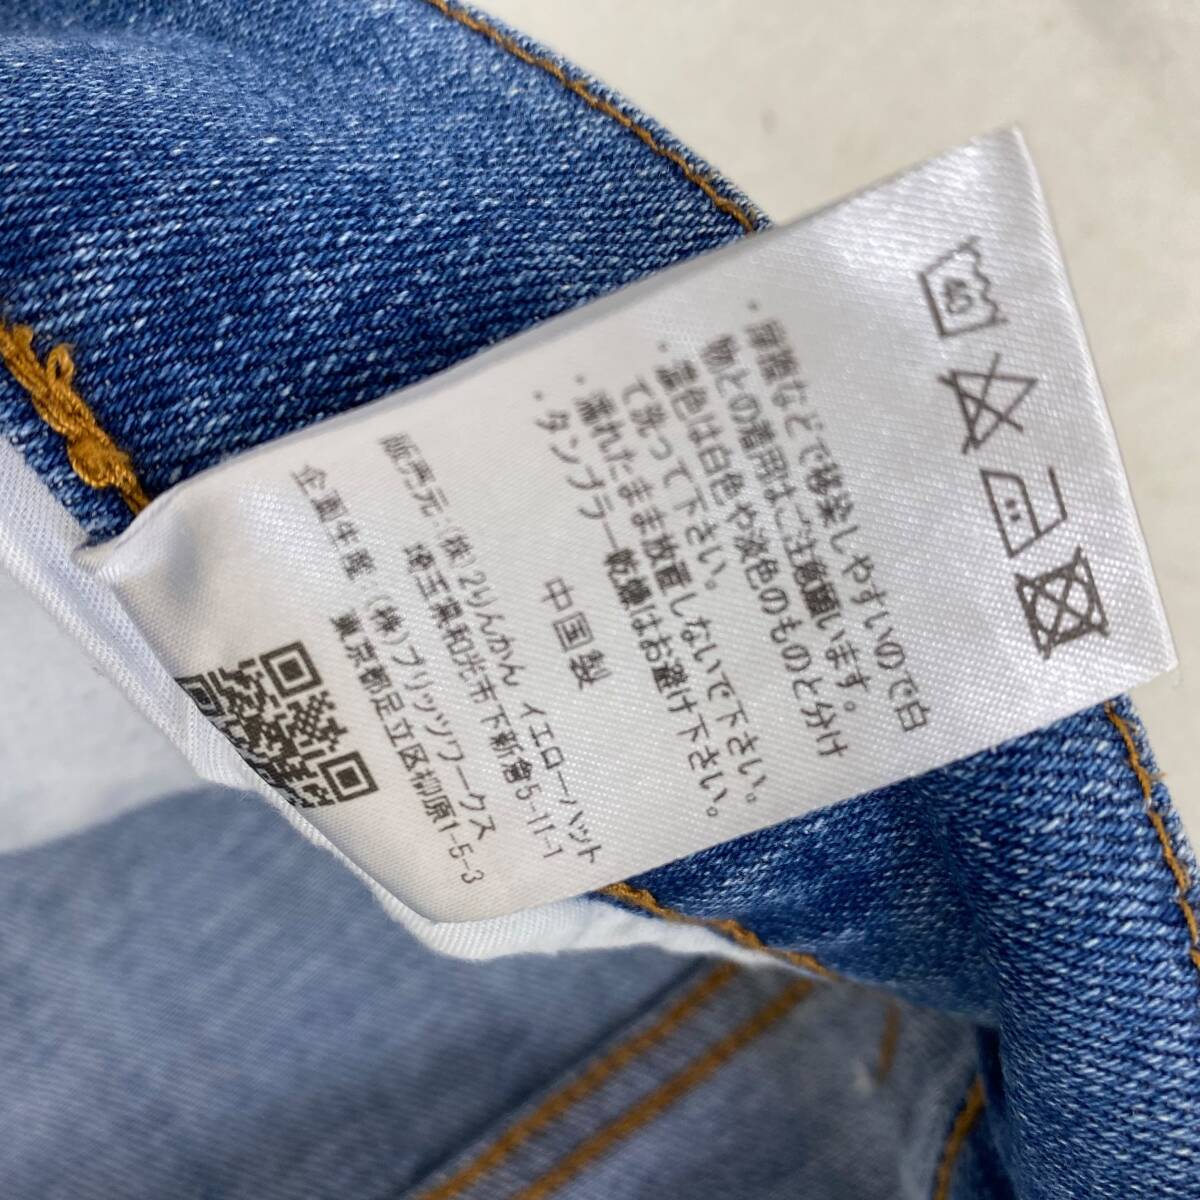 40
・摩擦などで移染しやすいので白
物との着用はご注意願います。
・濃色は白色や淡色のものと分け
て洗って下さい。
・濡れたまま放置しないで下さい。
・タンブラー乾燥はお避け下さい。
中国製
販売元:(株)2りんかん イエローハット
埼玉県和光市下新倉5-11-1
企画生産 (株)ブリッツワークス
東京都足立区柳原1-5-3